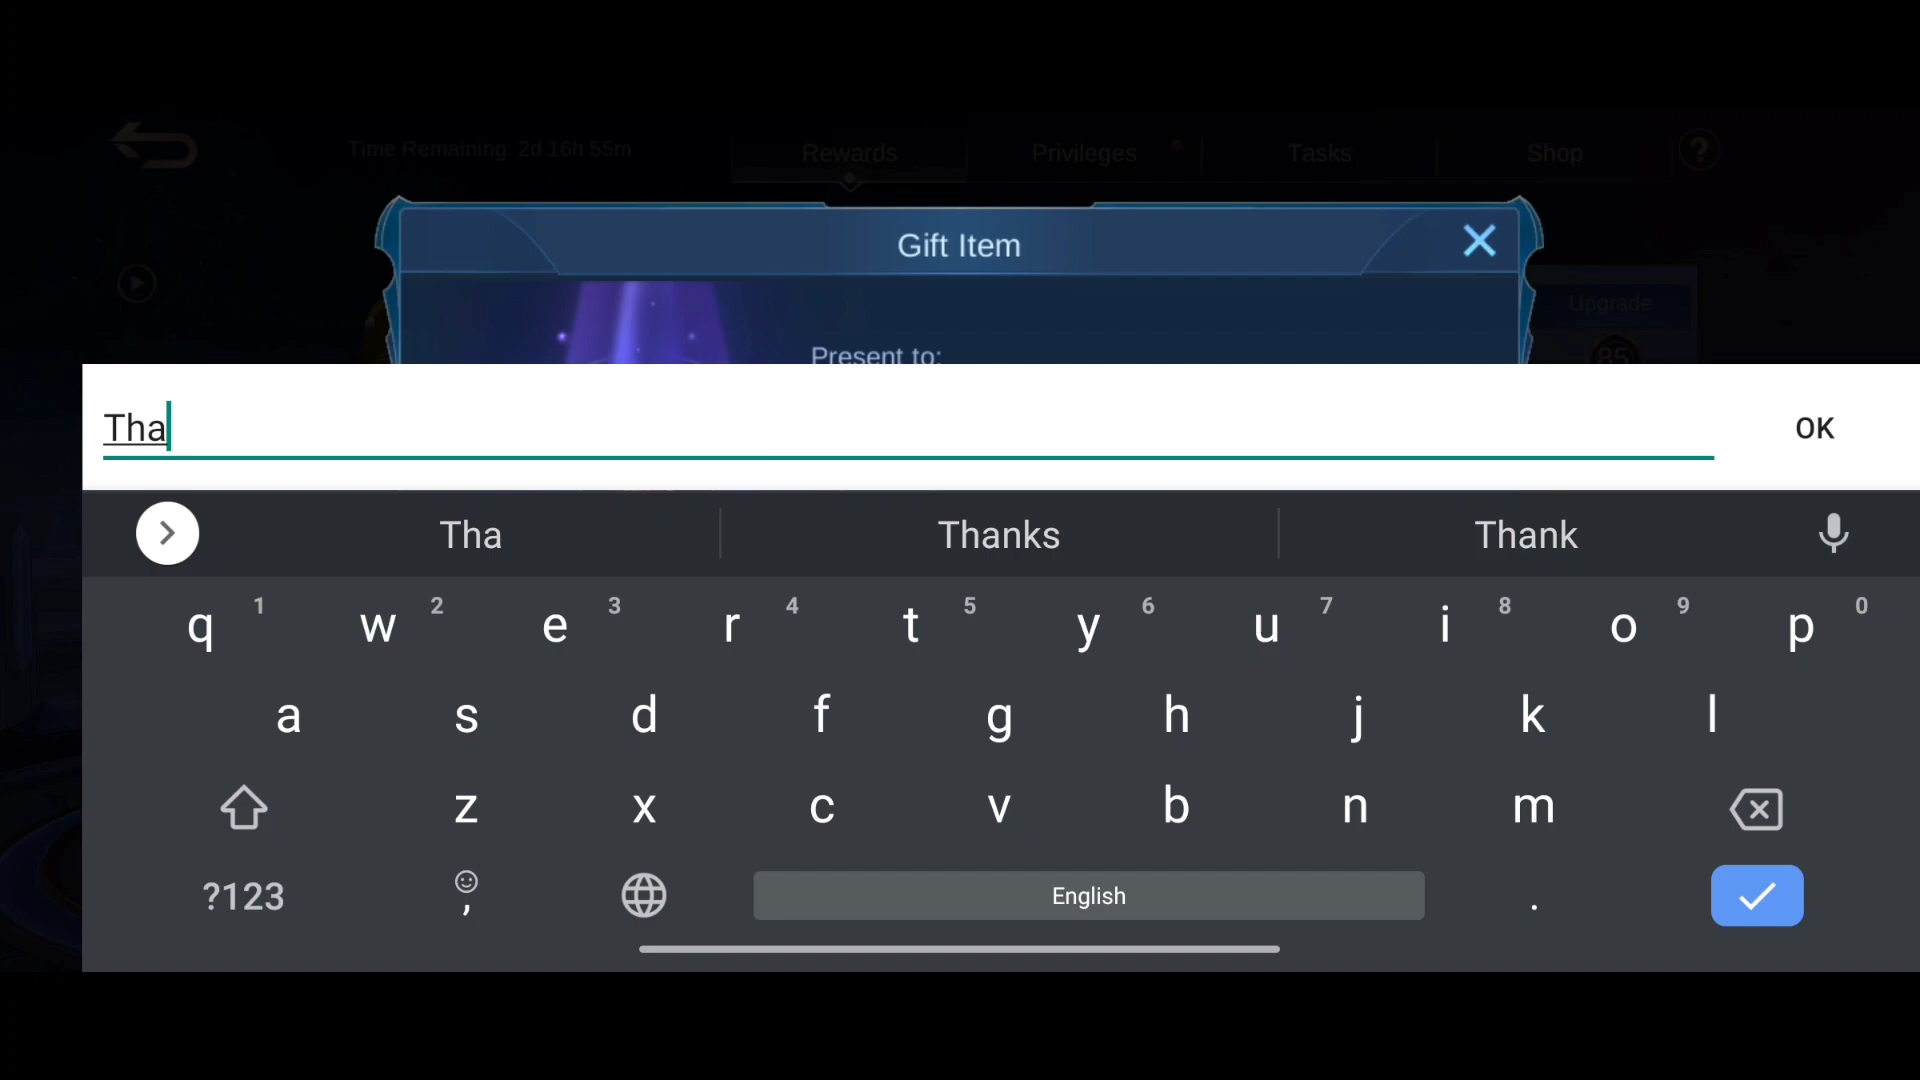 Time Remaining: 2d 16h 55m
Rewards
Privileges
Tasks
Shop
?
Gift Item
Upgrade
Present to:
85
Tha
OK
Tha
Thanks
Thank
q 1 w 2 e 3 r 4 t 5 y 6 u 7 i 8 o 9 p 0
a s d f g h j k l
z x c v b n m
?123 , English .